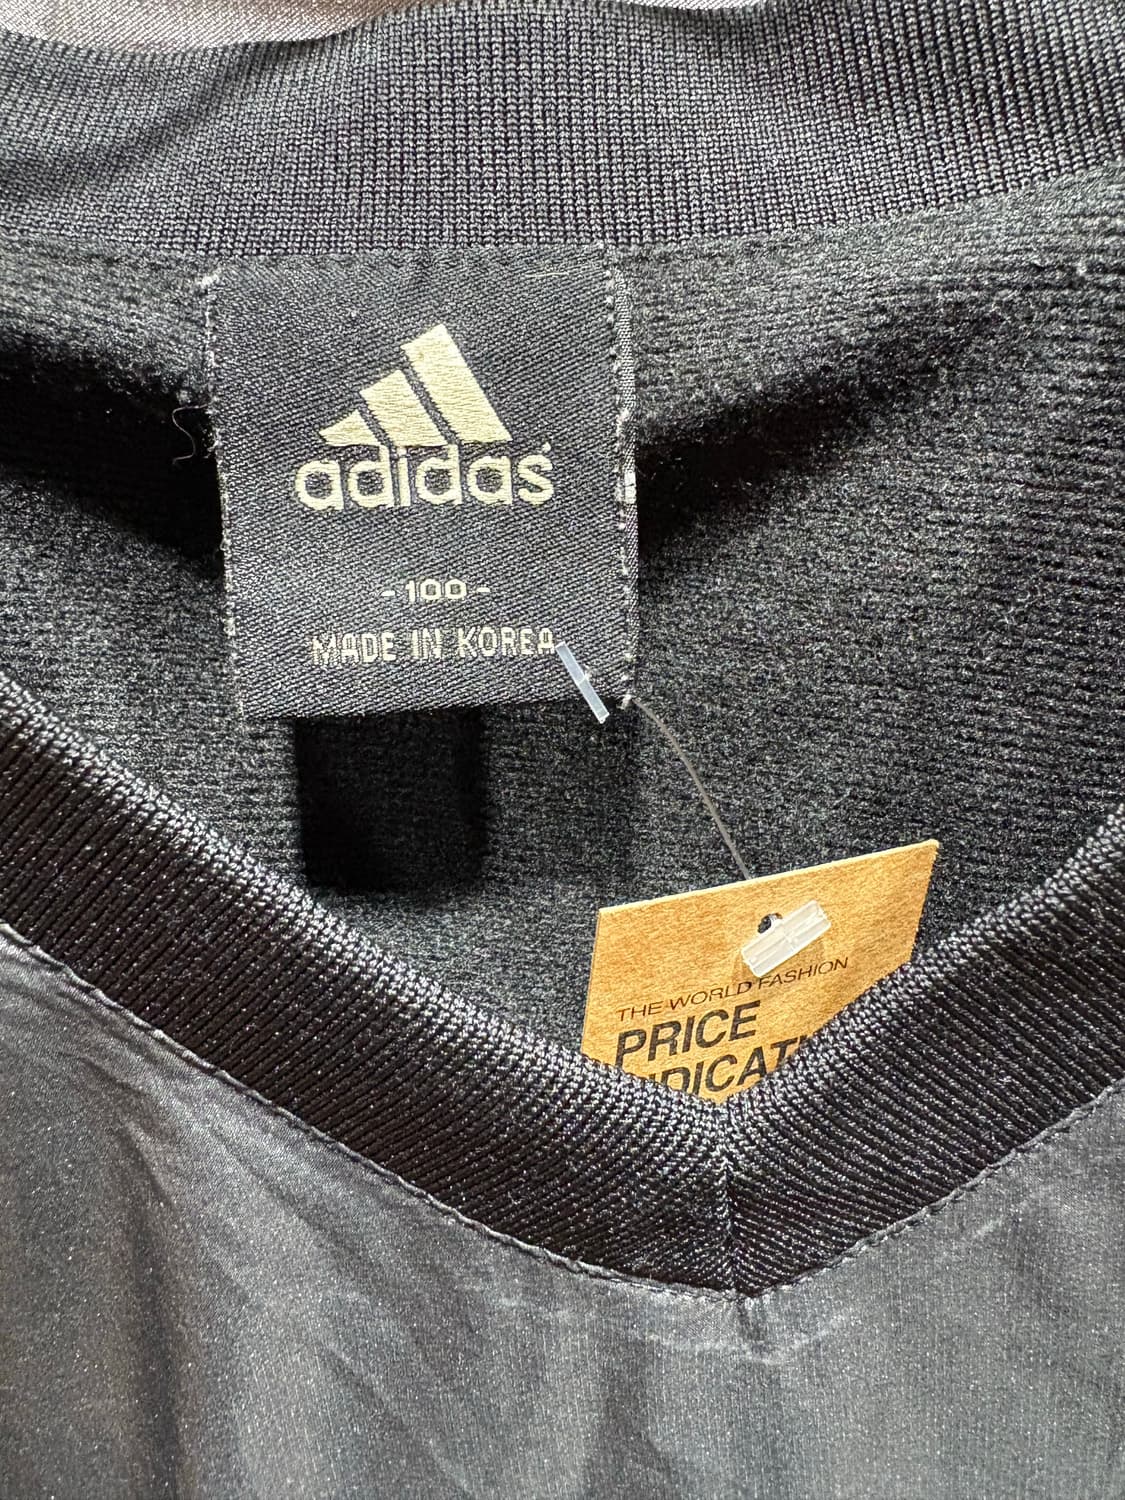 adidas
- 100 -
MADE IN KOREA
THE WORLD FASHION
PRICE